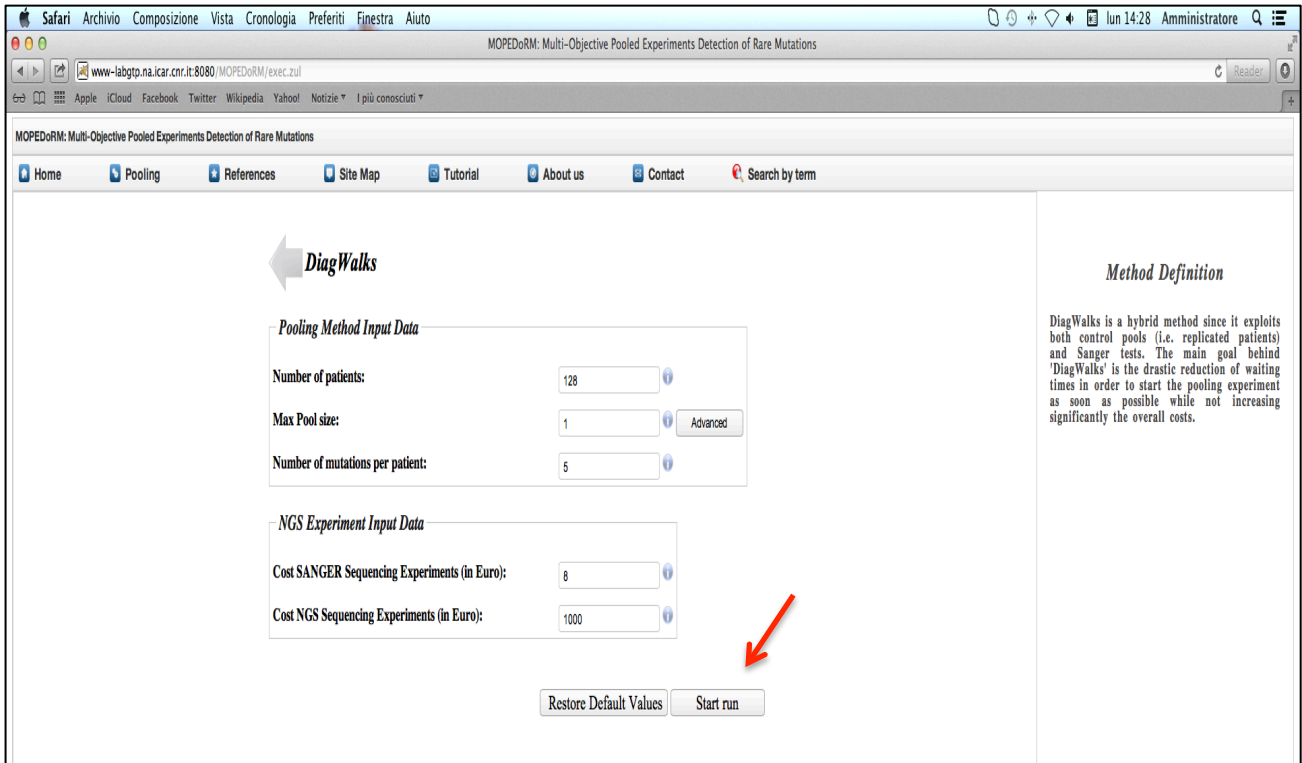 Safari Archivio Composizione Vista Cronologia Preferiti Finestra Aiuto lun 14:28 Amministratore
MOPEDoRM: Multi-Objective Pooled Experiments Detection of Rare Mutations
www-labgtp.na.icar.cnr.it:8080/MOPEDoRM/exec.zul Reader
Apple iCloud Facebook Twitter Wikipedia Yahoo! Notizie I più conosciuti
MOPEDoRM: Multi-Objective Pooled Experiments Detection of Rare Mutations
Home Pooling References Site Map Tutorial About us Contact Search by term
DiagWalks
Pooling Method Input Data
Number of patients: 128
Max Pool size: 1 Advanced
Number of mutations per patient: 5
NGS Experiment Input Data
Cost SANGER Sequencing Experiments (in Euro): 8
Cost NGS Sequencing Experiments (in Euro): 1000
Restore Default Values Start run
Method Definition
DiagWalks is a hybrid method since it exploits
both control pools (i.e. replicated patients)
and Sanger tests. The main goal behind
'DiagWalks' is the drastic reduction of waiting
times in order to start the pooling experiment
as soon as possible while not increasing
significantly the overall costs.